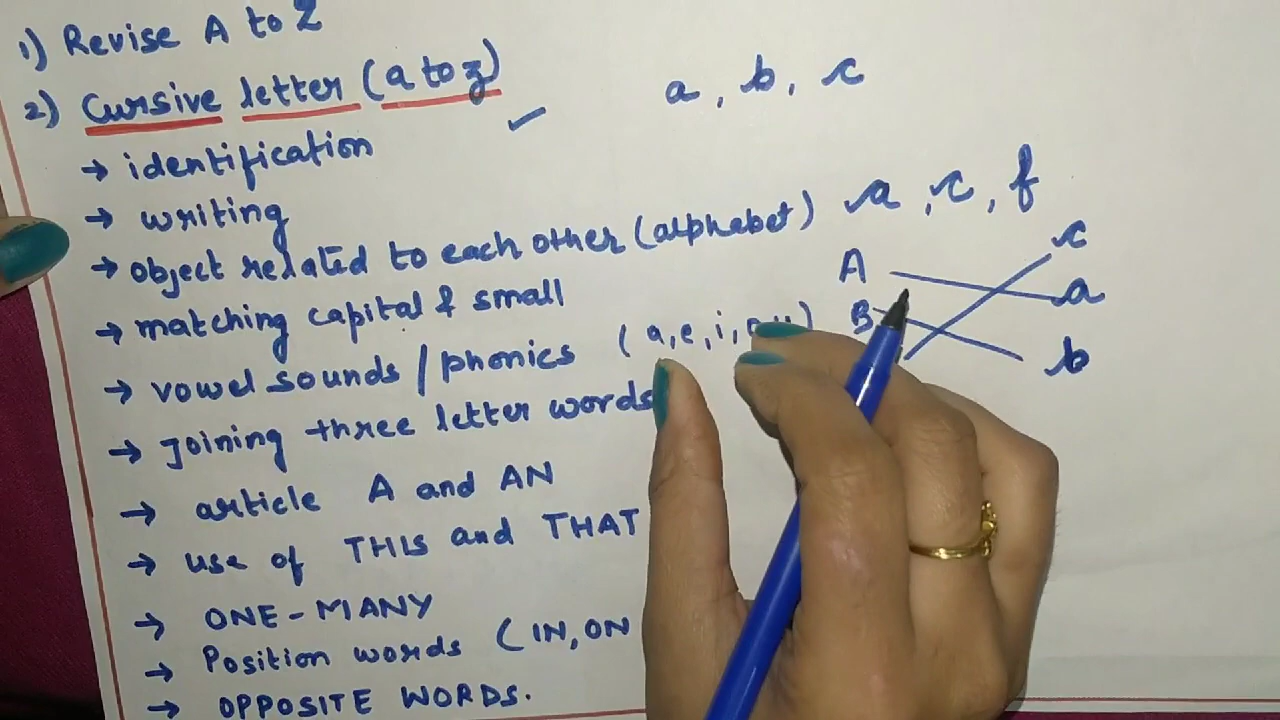 1) Revise A to Z
2) Cursive letter (a to z)
a, b, c
→ identification
→ writing
→ object related to each other (alphabet)
a, c, f
→ matching capital & small
A
B
c
a
b
→ vowel sounds / phonics (a, e, i, o, u)
→ Joining three letter words
→ article A and AN
→ use of THIS and THAT
→ ONE-MANY
→ Position words (IN, ON
→ OPPOSITE WORDS.